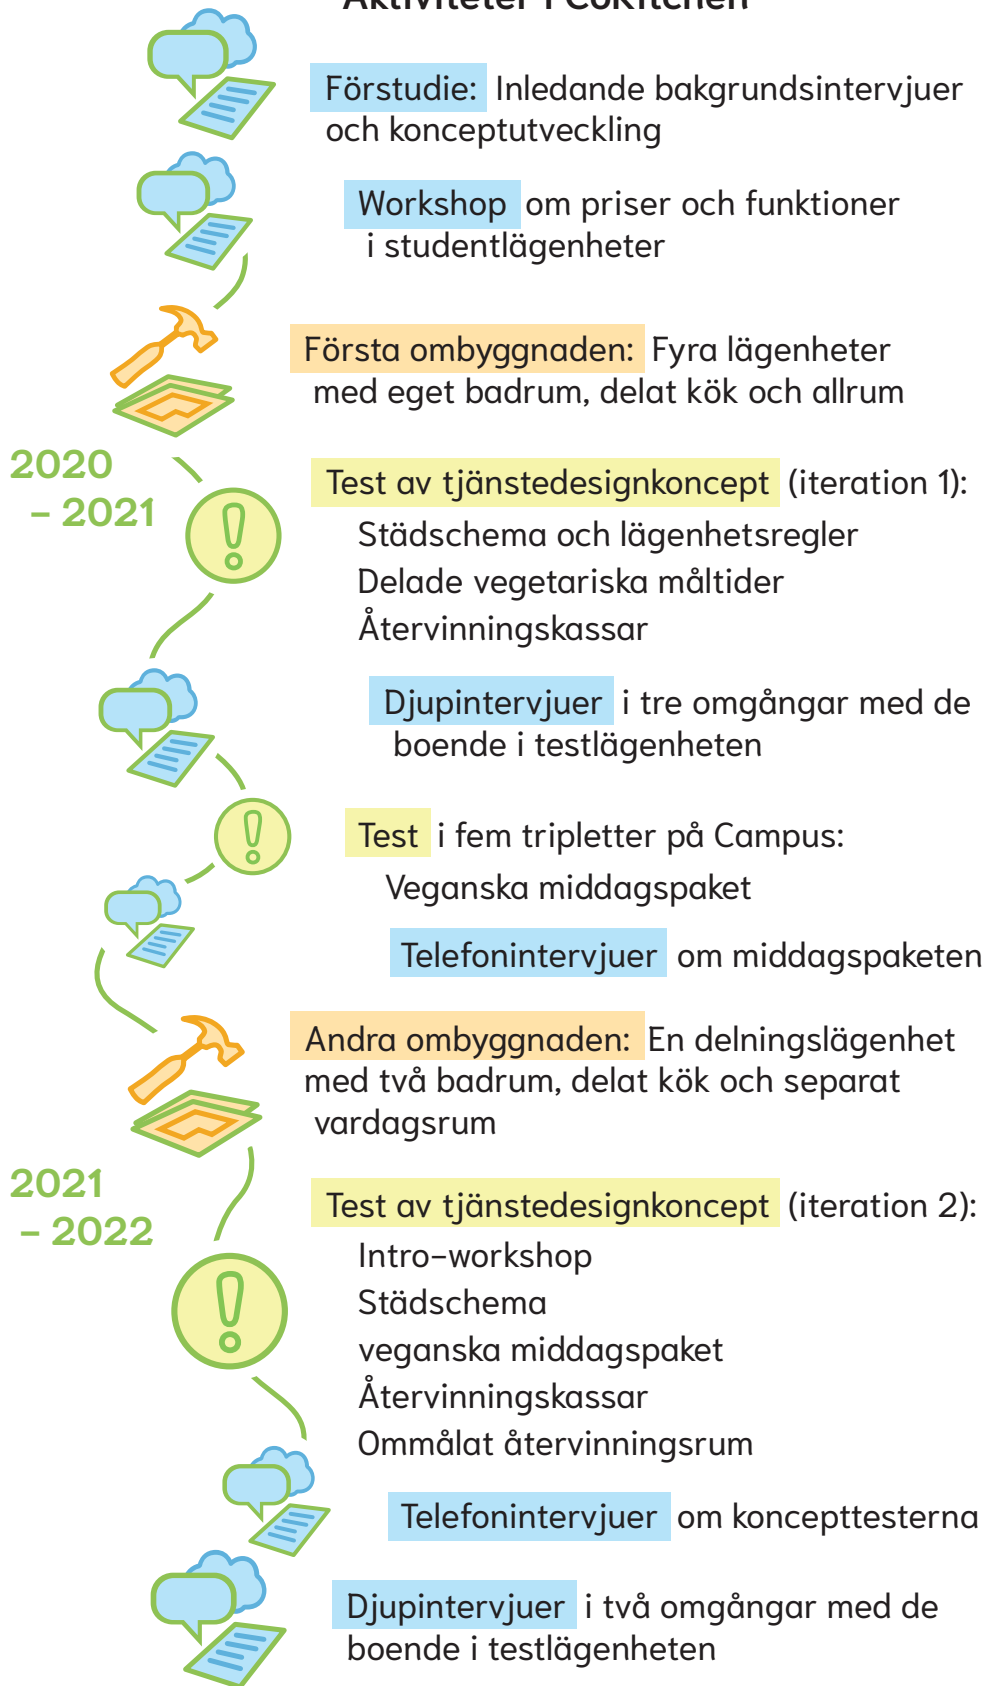 Aktiviteter i CoKitchen
Förstudie: Inledande bakgrundsintervjuer
och konceptutveckling
Workshop om priser och funktioner
i studentlägenheter
Första ombyggnaden: Fyra lägenheter
med eget badrum, delat kök och allrum
2020
– 2021
Test av tjänstedesignkoncept (iteration 1):
Städschema och lägenhetsregler
Delade vegetariska måltider
Återvinningskassar
Djupintervjuer i tre omgångar med de
boende i testlägenheten
Test i fem tripletter på Campus:
Veganska middagspaket
Telefonintervjuer om middagspaketen
Andra ombyggnaden: En delningslägenhet
med två badrum, delat kök och separat
vardagsrum
2021
– 2022
Test av tjänstedesignkoncept (iteration 2):
Intro-workshop
Städschema
veganska middagspaket
Återvinningskassar
Ommålat återvinningsrum
Telefonintervjuer om koncepttesterna
Djupintervjuer i två omgångar med de
boende i testlägenheten